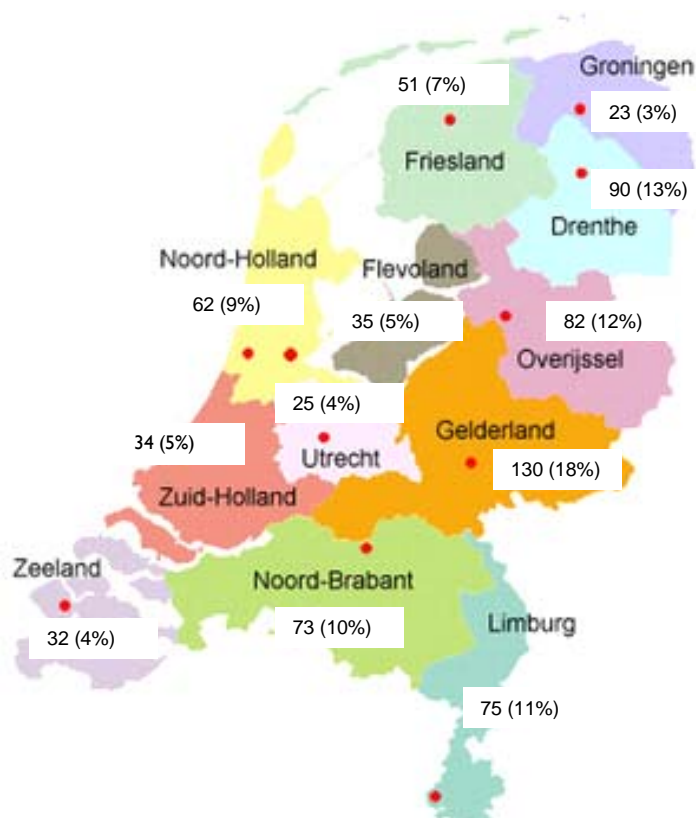 Groningen
51 (7%)
23 (3%)
Friesland
90 (13%)
Drenthe
Noord-Holland
Flevoland
62 (9%)
35 (5%)
82 (12%)
Overijssel
25 (4%)
34 (5%)
Gelderland
Utrecht
130 (18%)
Zuid-Holland
Zeeland
Noord-Brabant
32 (4%)
73 (10%)
Limburg
75 (11%)